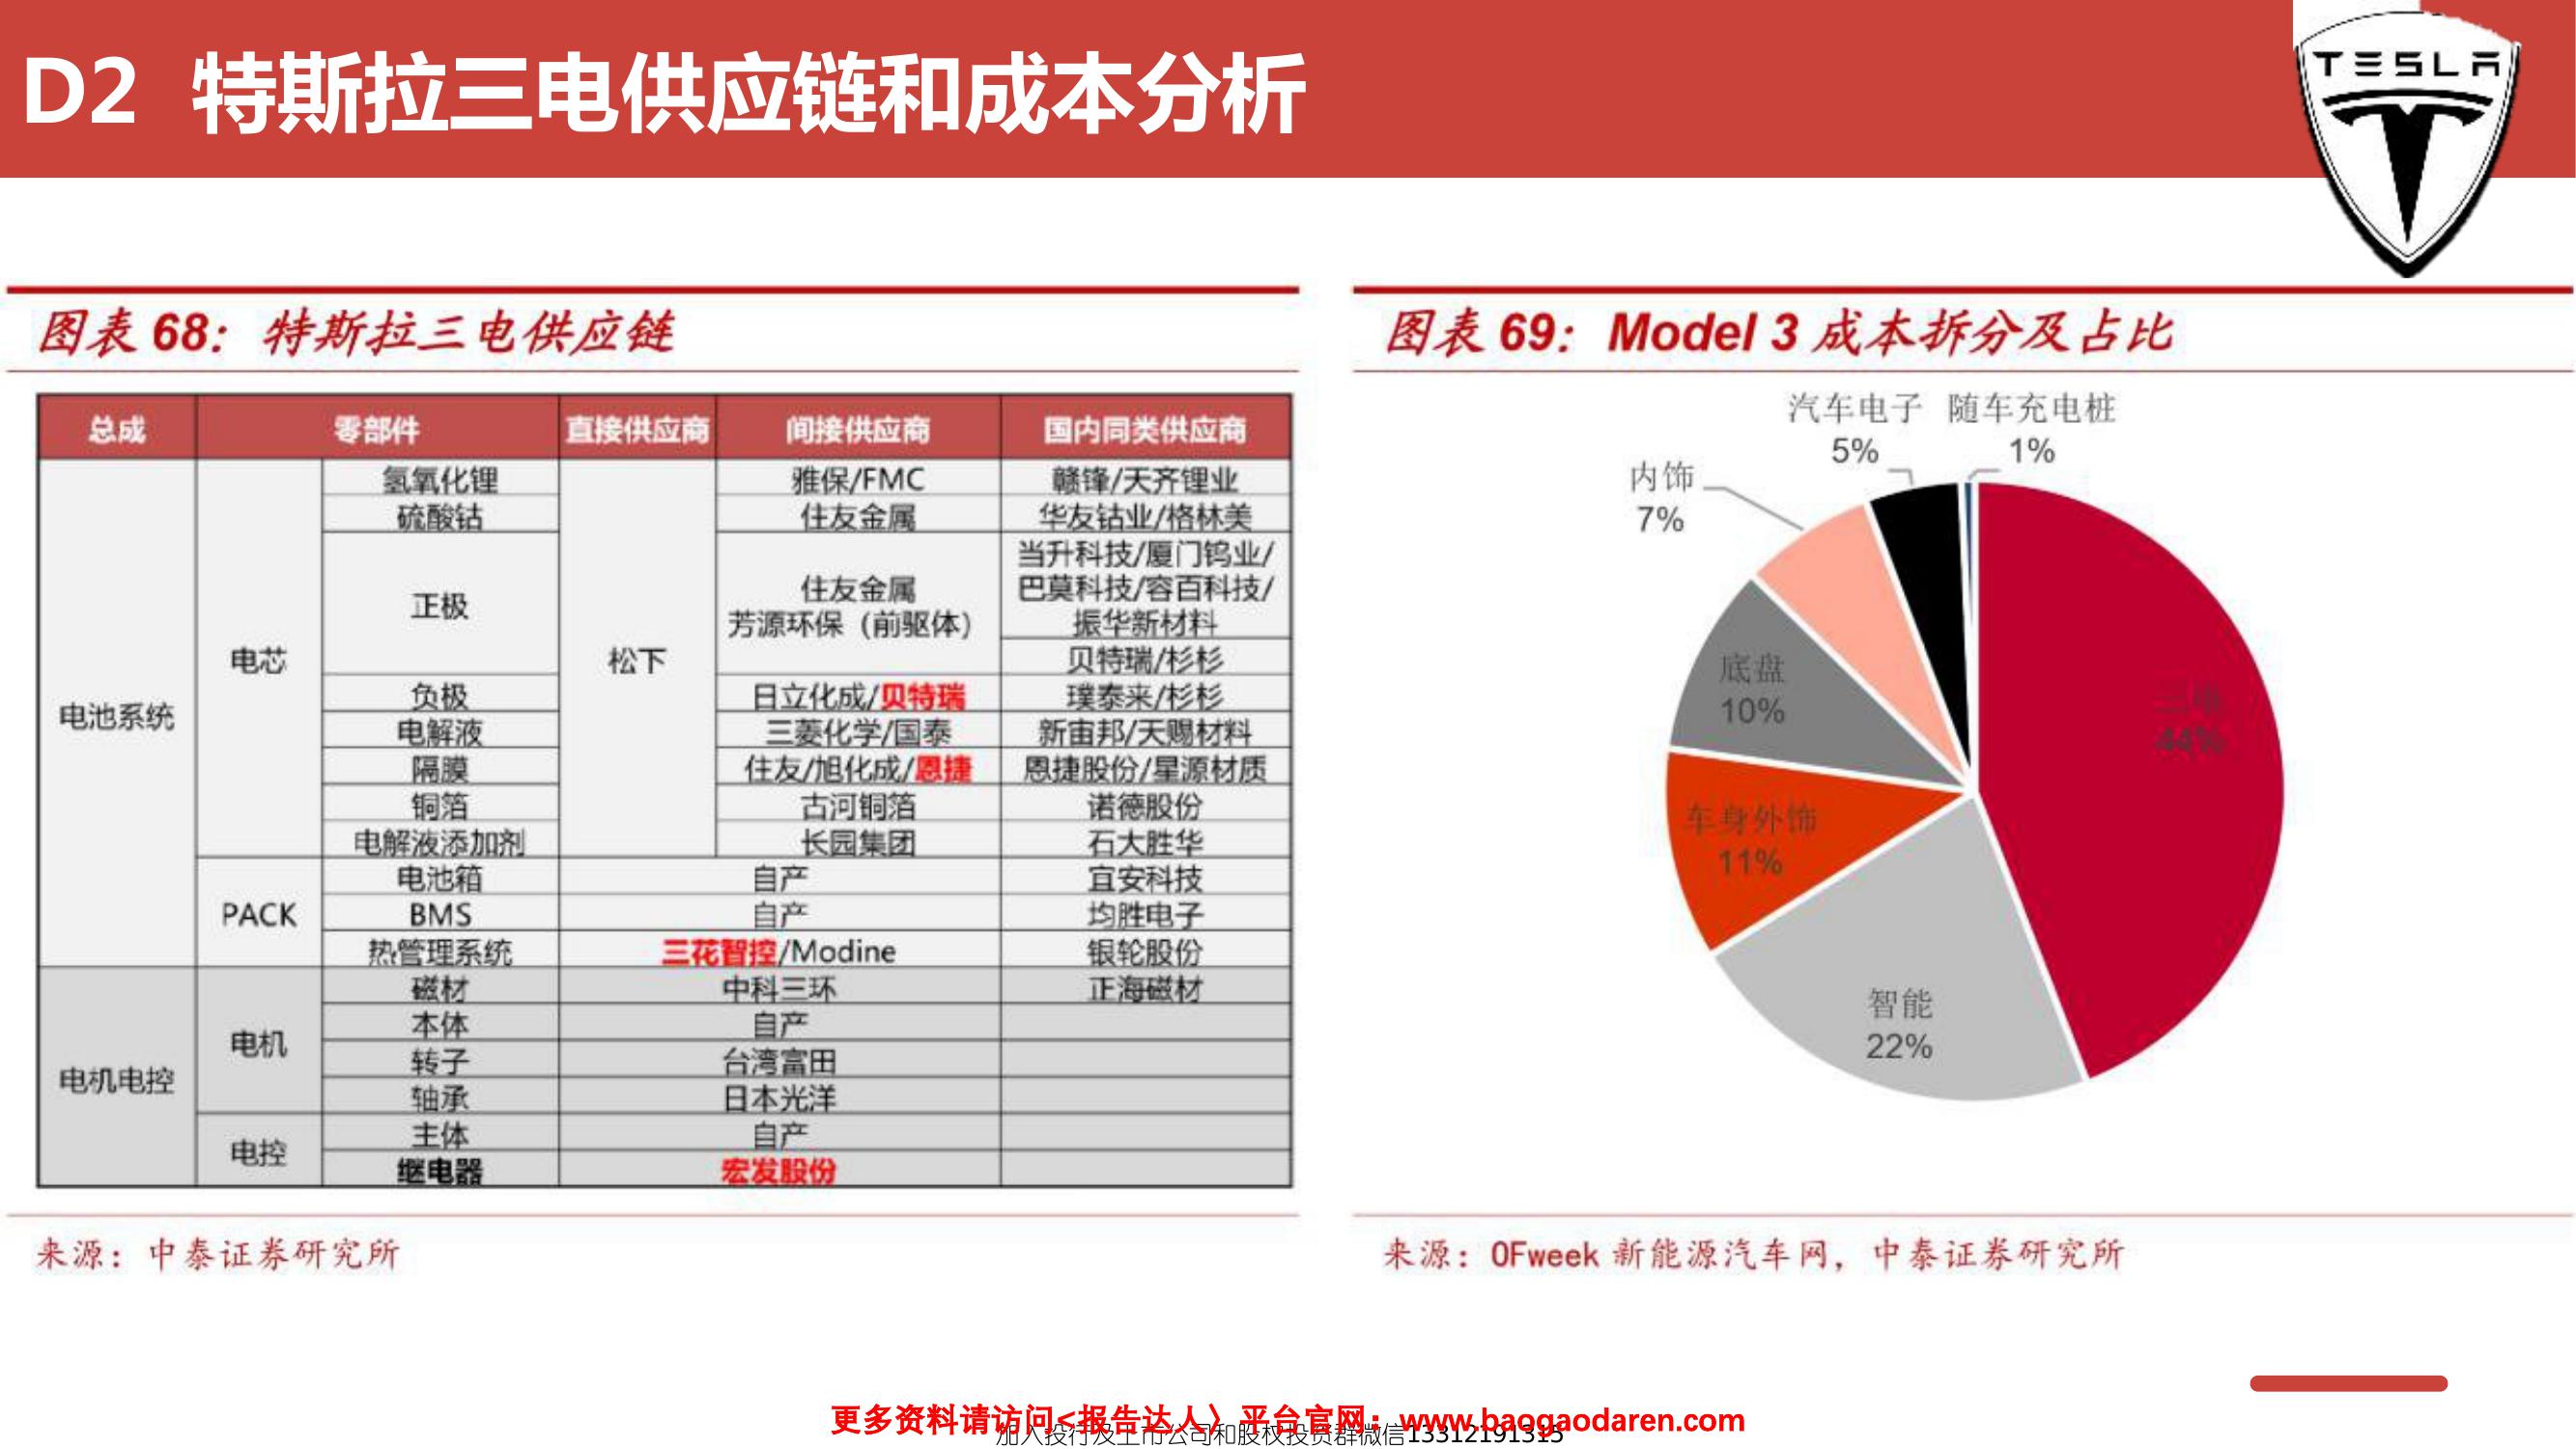 D2 特斯拉三电供应链和成本分析
TESLA
图表 68：特斯拉三电供应链
总成 零部件 直接供应商 间接供应商 国内同类供应商
电池系统 电芯 氢氧化锂 松下 雅保/FMC 赣锋/天齐锂业
硫酸钴 住友金属 华友钴业/格林美
正极 住友金属 芳源环保（前驱体） 当升科技/厦门钨业/
巴莫科技/容百科技/
振华新材料
贝特瑞/杉杉
负极 日立化成/贝特瑞 璞泰来/杉杉
电解液 三菱化学/国泰 新宙邦/天赐材料
隔膜 住友/旭化成/恩捷 恩捷股份/星源材质
铜箔 古河铜箔 诺德股份
电解液添加剂 长园集团 石大胜华
PACK 电池箱 自产 宜安科技
BMS 自产 均胜电子
热管理系统 三花智控/Modine 银轮股份
电机电控 电机 磁材 中科三环 正海磁材
本体 自产
转子 台湾富田
轴承 日本光洋
电控 主体 自产
继电器 宏发股份
来源：中泰证券研究所
图表 69：Model 3 成本拆分及占比
汽车电子
5%
随车充电桩
1%
内饰
7%
三电
44%
底盘
10%
车身外饰
11%
智能
22%
来源：OFweek 新能源汽车网，中泰证券研究所
更多资料请访问<报告达人〉平台官网：www.baogaodaren.com
加入投行及上市公司和股权投资群微信13312191315